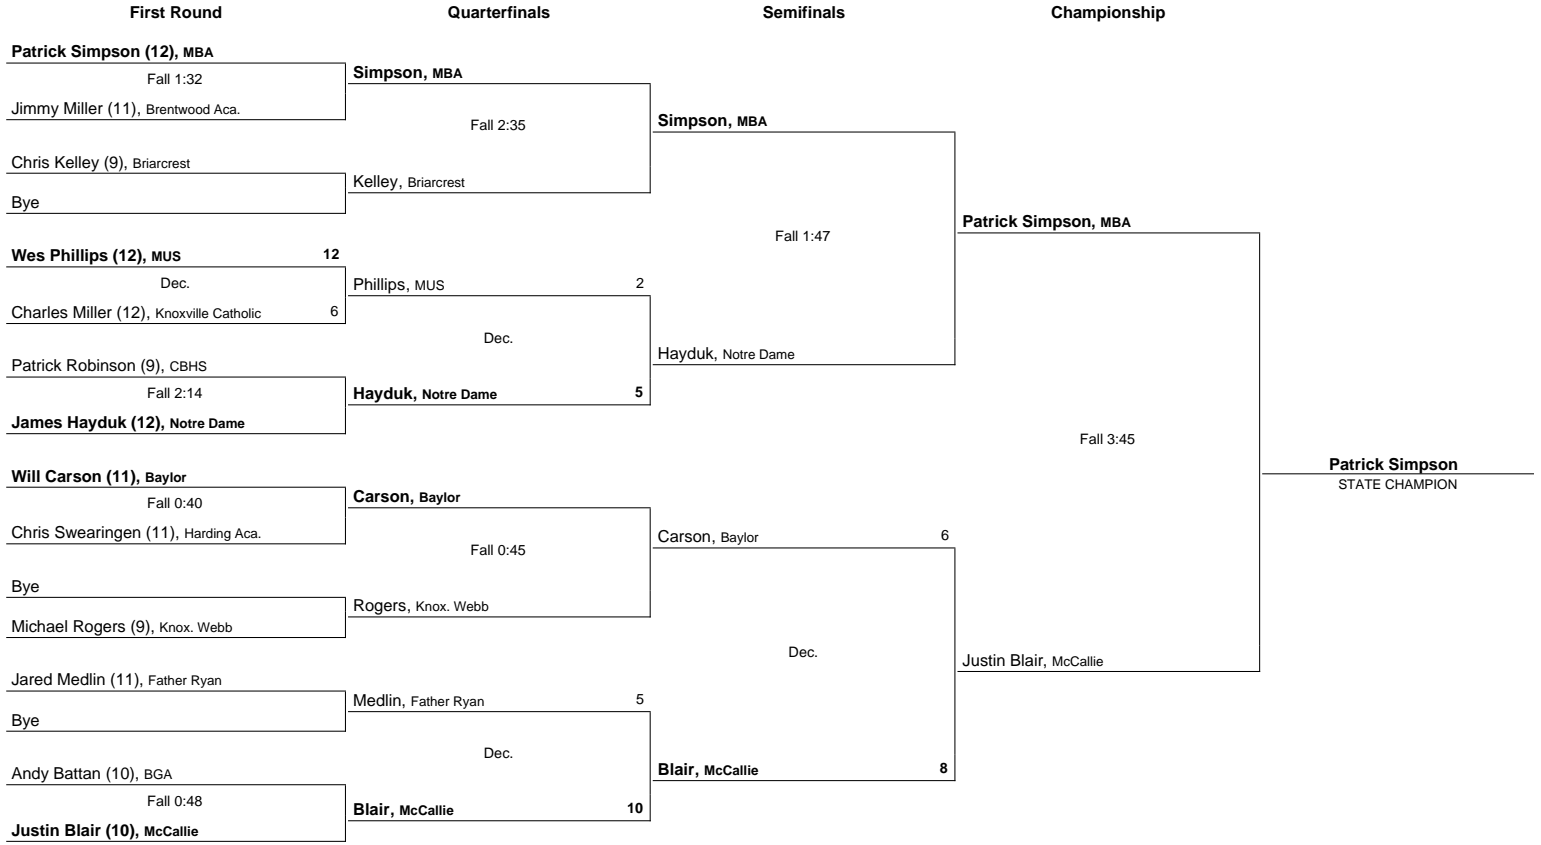 First Round Quarterfinals Semifinals Championship
Patrick Simpson (12), MBA
Fall 1:32
Jimmy Miller (11), Brentwood Aca.
Chris Kelley (9), Briarcrest
Bye
Wes Phillips (12), MUS 12
Dec.
Charles Miller (12), Knoxville Catholic 6
Patrick Robinson (9), CBHS
Fall 2:14
James Hayduk (12), Notre Dame
Will Carson (11), Baylor
Fall 0:40
Chris Swearingen (11), Harding Aca.
Bye
Michael Rogers (9), Knox. Webb
Jared Medlin (11), Father Ryan
Bye
Andy Battan (10), BGA
Fall 0:48
Justin Blair (10), McCallie
Simpson, MBA
Fall 2:35
Kelley, Briarcrest
Phillips, MUS 2
Dec.
Hayduk, Notre Dame 5
Carson, Baylor
Fall 0:45
Rogers, Knox. Webb
Medlin, Father Ryan 5
Dec.
Blair, McCallie 10
Simpson, MBA
Fall 1:47
Hayduk, Notre Dame
Carson, Baylor 6
Dec.
Blair, McCallie 8
Patrick Simpson, MBA
Fall 3:45
Justin Blair, McCallie
Patrick Simpson
STATE CHAMPION